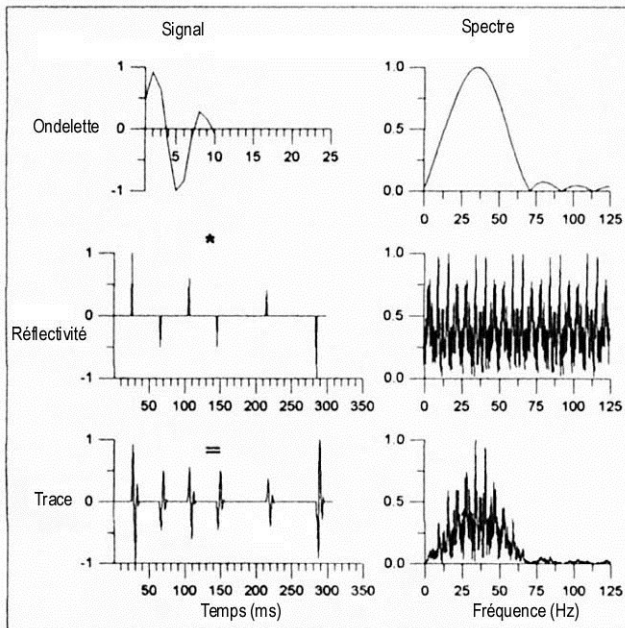 Signal Spectre
1 1.0
Ondelette 0 0.5
5 10 15 20 25
-1 0.0
0 25 50 75 100 125
*
1 1.0
Réflectivité 0 0.5
-1 0.0
50 100 150 200 250 300 350 0 25 50 75 100 125
=
1 1.0
Trace 0 0.5
-1 0.0
50 100 150 200 250 300 350 0 25 50 75 100 125
Temps (ms) Fréquence (Hz)